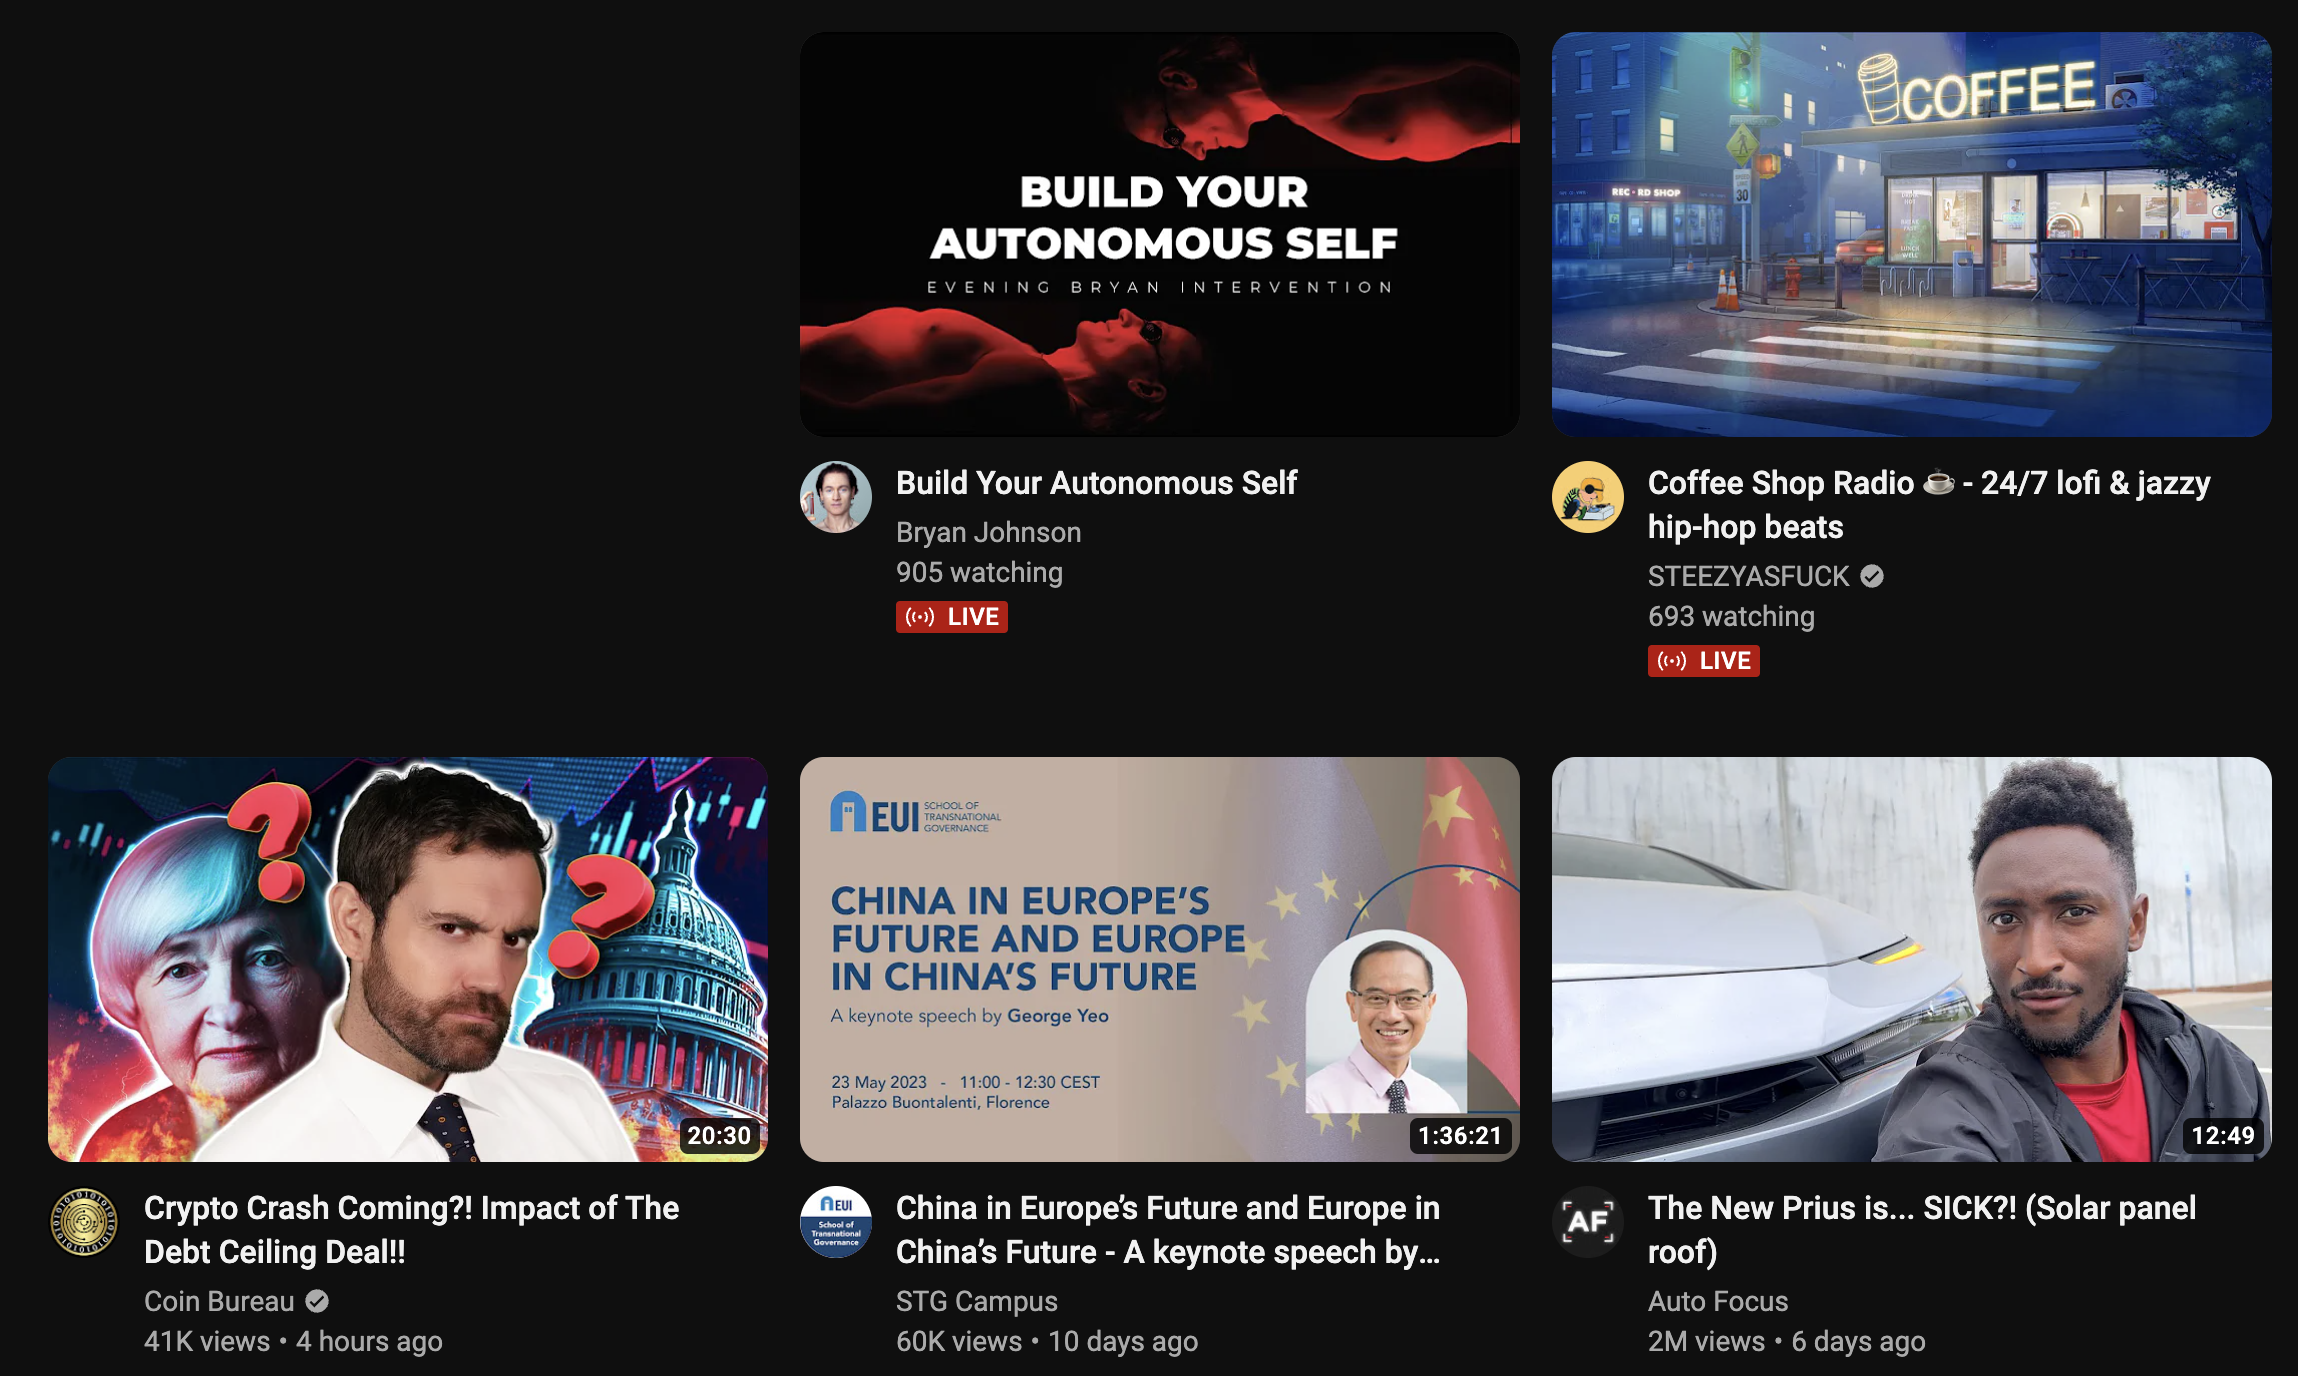 BUILD YOUR
AUTONOMOUS SELF
EVENING BRYAN INTERVENTION
COFFEE
REC RD SHOP
30
Build Your Autonomous Self
Bryan Johnson
905 watching
LIVE
Coffee Shop Radio ☕ - 24/7 lofi & jazzy
hip-hop beats
STEEZYASFUCK
693 watching
LIVE
? ?
20:30
EUI SCHOOL OF
TRANSNATIONAL
GOVERNANCE
CHINA IN EUROPE'S
FUTURE AND EUROPE
IN CHINA'S FUTURE
A keynote speech by George Yeo
23 May 2023 - 11:00 - 12:30 CEST
Palazzo Buontalenti, Florence
1:36:21
12:49
Crypto Crash Coming?! Impact of The
Debt Ceiling Deal!!
Coin Bureau
41K views • 4 hours ago
EUI
School of
Transnational
Governance
China in Europe’s Future and Europe in
China’s Future - A keynote speech by...
STG Campus
60K views • 10 days ago
AF
The New Prius is... SICK?! (Solar panel
roof)
Auto Focus
2M views • 6 days ago